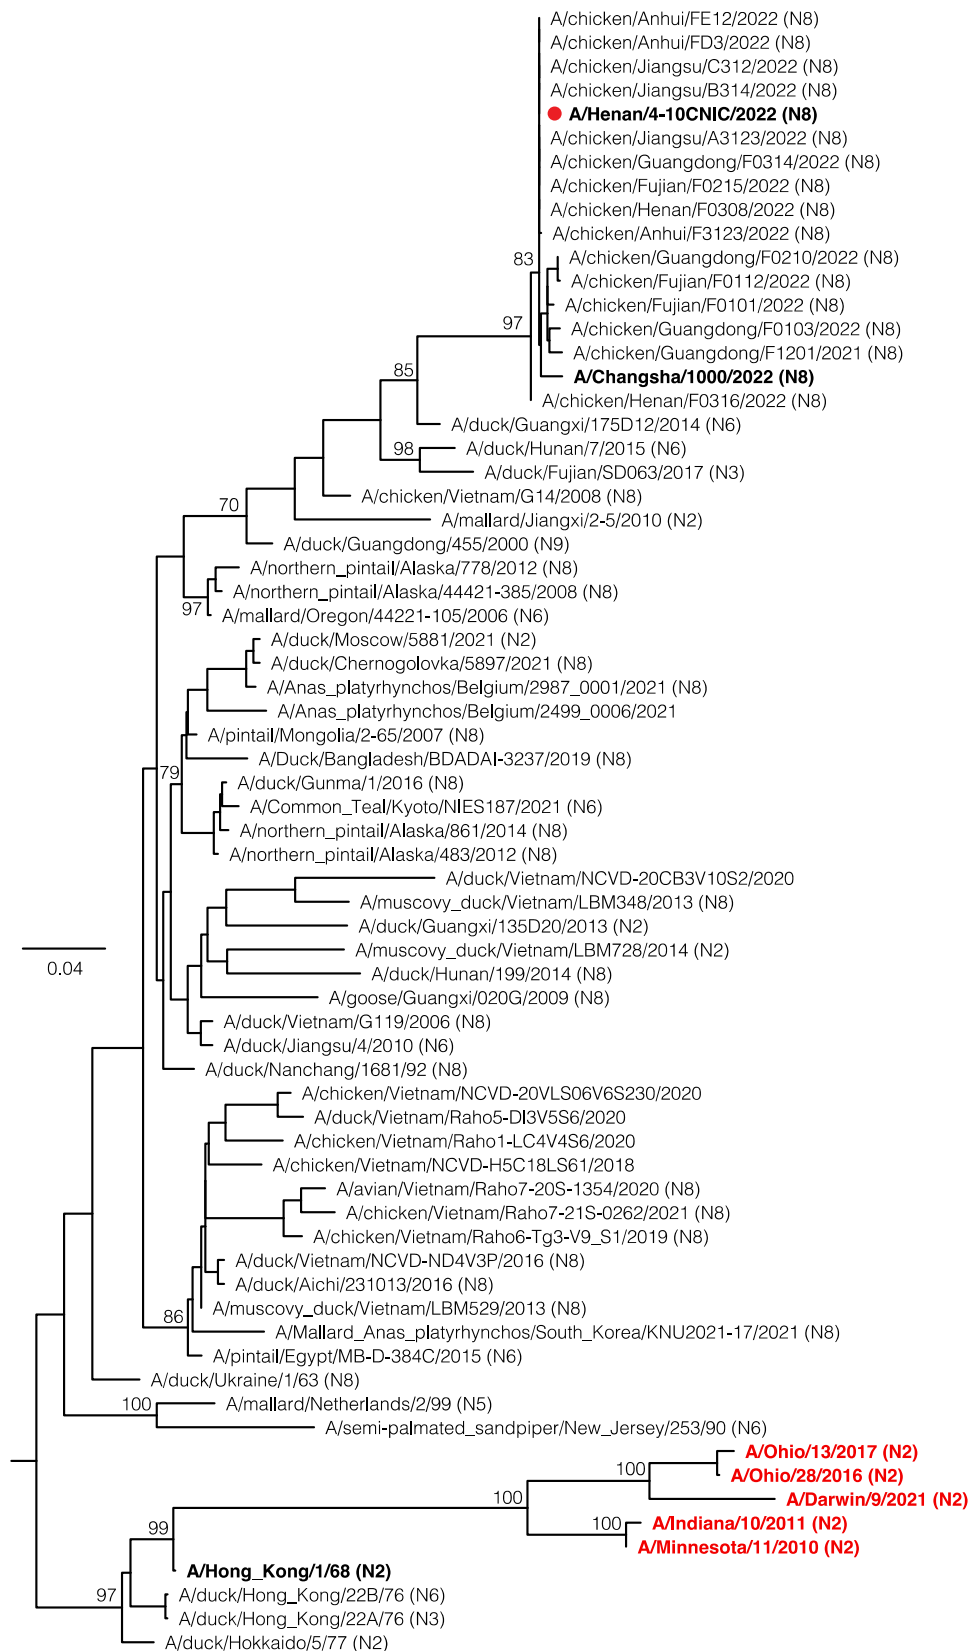 A/chicken/Anhui/FE12/2022 (N8)
A/chicken/Anhui/FD3/2022 (N8)
A/chicken/Jiangsu/C312/2022 (N8)
A/chicken/Jiangsu/B314/2022 (N8)
A/Henan/4-10CNIC/2022 (N8)
A/chicken/Jiangsu/A3123/2022 (N8)
A/chicken/Guangdong/F0314/2022 (N8)
A/chicken/Fujian/F0215/2022 (N8)
A/chicken/Henan/F0308/2022 (N8)
A/chicken/Anhui/F3123/2022 (N8)
83
A/chicken/Guangdong/F0210/2022 (N8)
A/chicken/Fujian/F0112/2022 (N8)
A/chicken/Fujian/F0101/2022 (N8)
97
A/chicken/Guangdong/F0103/2022 (N8)
A/chicken/Guangdong/F1201/2021 (N8)
85
A/Changsha/1000/2022 (N8)
A/chicken/Henan/F0316/2022 (N8)
A/duck/Guangxi/175D12/2014 (N6)
98
A/duck/Hunan/7/2015 (N6)
A/duck/Fujian/SD063/2017 (N3)
A/chicken/Vietnam/G14/2008 (N8)
70
A/mallard/Jiangxi/2-5/2010 (N2)
A/duck/Guangdong/455/2000 (N9)
A/northern_pintail/Alaska/778/2012 (N8)
A/northern_pintail/Alaska/44421-385/2008 (N8)
97
A/mallard/Oregon/44221-105/2006 (N6)
A/duck/Moscow/5881/2021 (N2)
A/duck/Chernogolovka/5897/2021 (N8)
A/Anas_platyrhynchos/Belgium/2987_0001/2021 (N8)
A/Anas_platyrhynchos/Belgium/2499_0006/2021
A/pintail/Mongolia/2-65/2007 (N8)
A/Duck/Bangladesh/BDADAI-3237/2019 (N8)
79
A/duck/Gunma/1/2016 (N8)
A/Common_Teal/Kyoto/NIES187/2021 (N6)
A/northern_pintail/Alaska/861/2014 (N8)
A/northern_pintail/Alaska/483/2012 (N8)
A/duck/Vietnam/NCVD-20CB3V10S2/2020
A/muscovy_duck/Vietnam/LBM348/2013 (N8)
A/duck/Guangxi/135D20/2013 (N2)
A/muscovy_duck/Vietnam/LBM728/2014 (N2)
0.04
A/duck/Hunan/199/2014 (N8)
A/goose/Guangxi/020G/2009 (N8)
A/duck/Vietnam/G119/2006 (N8)
A/duck/Jiangsu/4/2010 (N6)
A/duck/Nanchang/1681/92 (N8)
A/chicken/Vietnam/NCVD-20VLS06V6S230/2020
A/duck/Vietnam/Raho5-DI3V5S6/2020
A/chicken/Vietnam/Raho1-LC4V4S6/2020
A/chicken/Vietnam/NCVD-H5C18LS61/2018
A/avian/Vietnam/Raho7-20S-1354/2020 (N8)
A/chicken/Vietnam/Raho7-21S-0262/2021 (N8)
A/chicken/Vietnam/Raho6-Tg3-V9_S1/2019 (N8)
A/duck/Vietnam/NCVD-ND4V3P/2016 (N8)
A/duck/Aichi/231013/2016 (N8)
A/muscovy_duck/Vietnam/LBM529/2013 (N8)
86
A/Mallard_Anas_platyrhynchos/South_Korea/KNU2021-17/2021 (N8)
A/pintail/Egypt/MB-D-384C/2015 (N6)
A/duck/Ukraine/1/63 (N8)
100
A/mallard/Netherlands/2/99 (N5)
A/semi-palmated_sandpiper/New_Jersey/253/90 (N6)
A/Ohio/13/2017 (N2)
100
A/Ohio/28/2016 (N2)
A/Darwin/9/2021 (N2)
100
A/Indiana/10/2011 (N2)
100
A/Minnesota/11/2010 (N2)
99
A/Hong_Kong/1/68 (N2)
97
A/duck/Hong_Kong/22B/76 (N6)
A/duck/Hong_Kong/22A/76 (N3)
A/duck/Hokkaido/5/77 (N2)